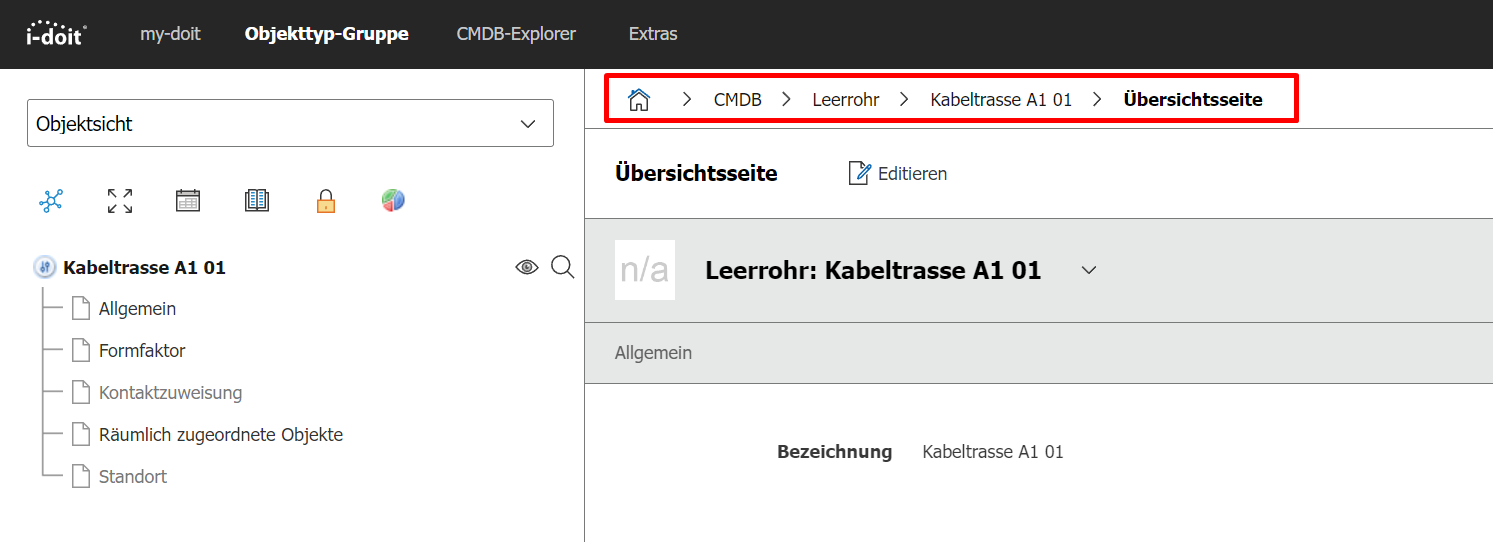 i-doit
my-doit Objekttyp-Gruppe CMDB-Explorer Extras
Objektsicht
Kabeltrasse A1 01
Allgemein
Formfaktor
Kontaktzuweisung
Räumlich zugeordnete Objekte
Standort
CMDB Leerrohr Kabeltrasse A1 01 Übersichtsseite
Übersichtsseite Editieren
n/a Leerrohr: Kabeltrasse A1 01
Allgemein
Bezeichnung Kabeltrasse A1 01